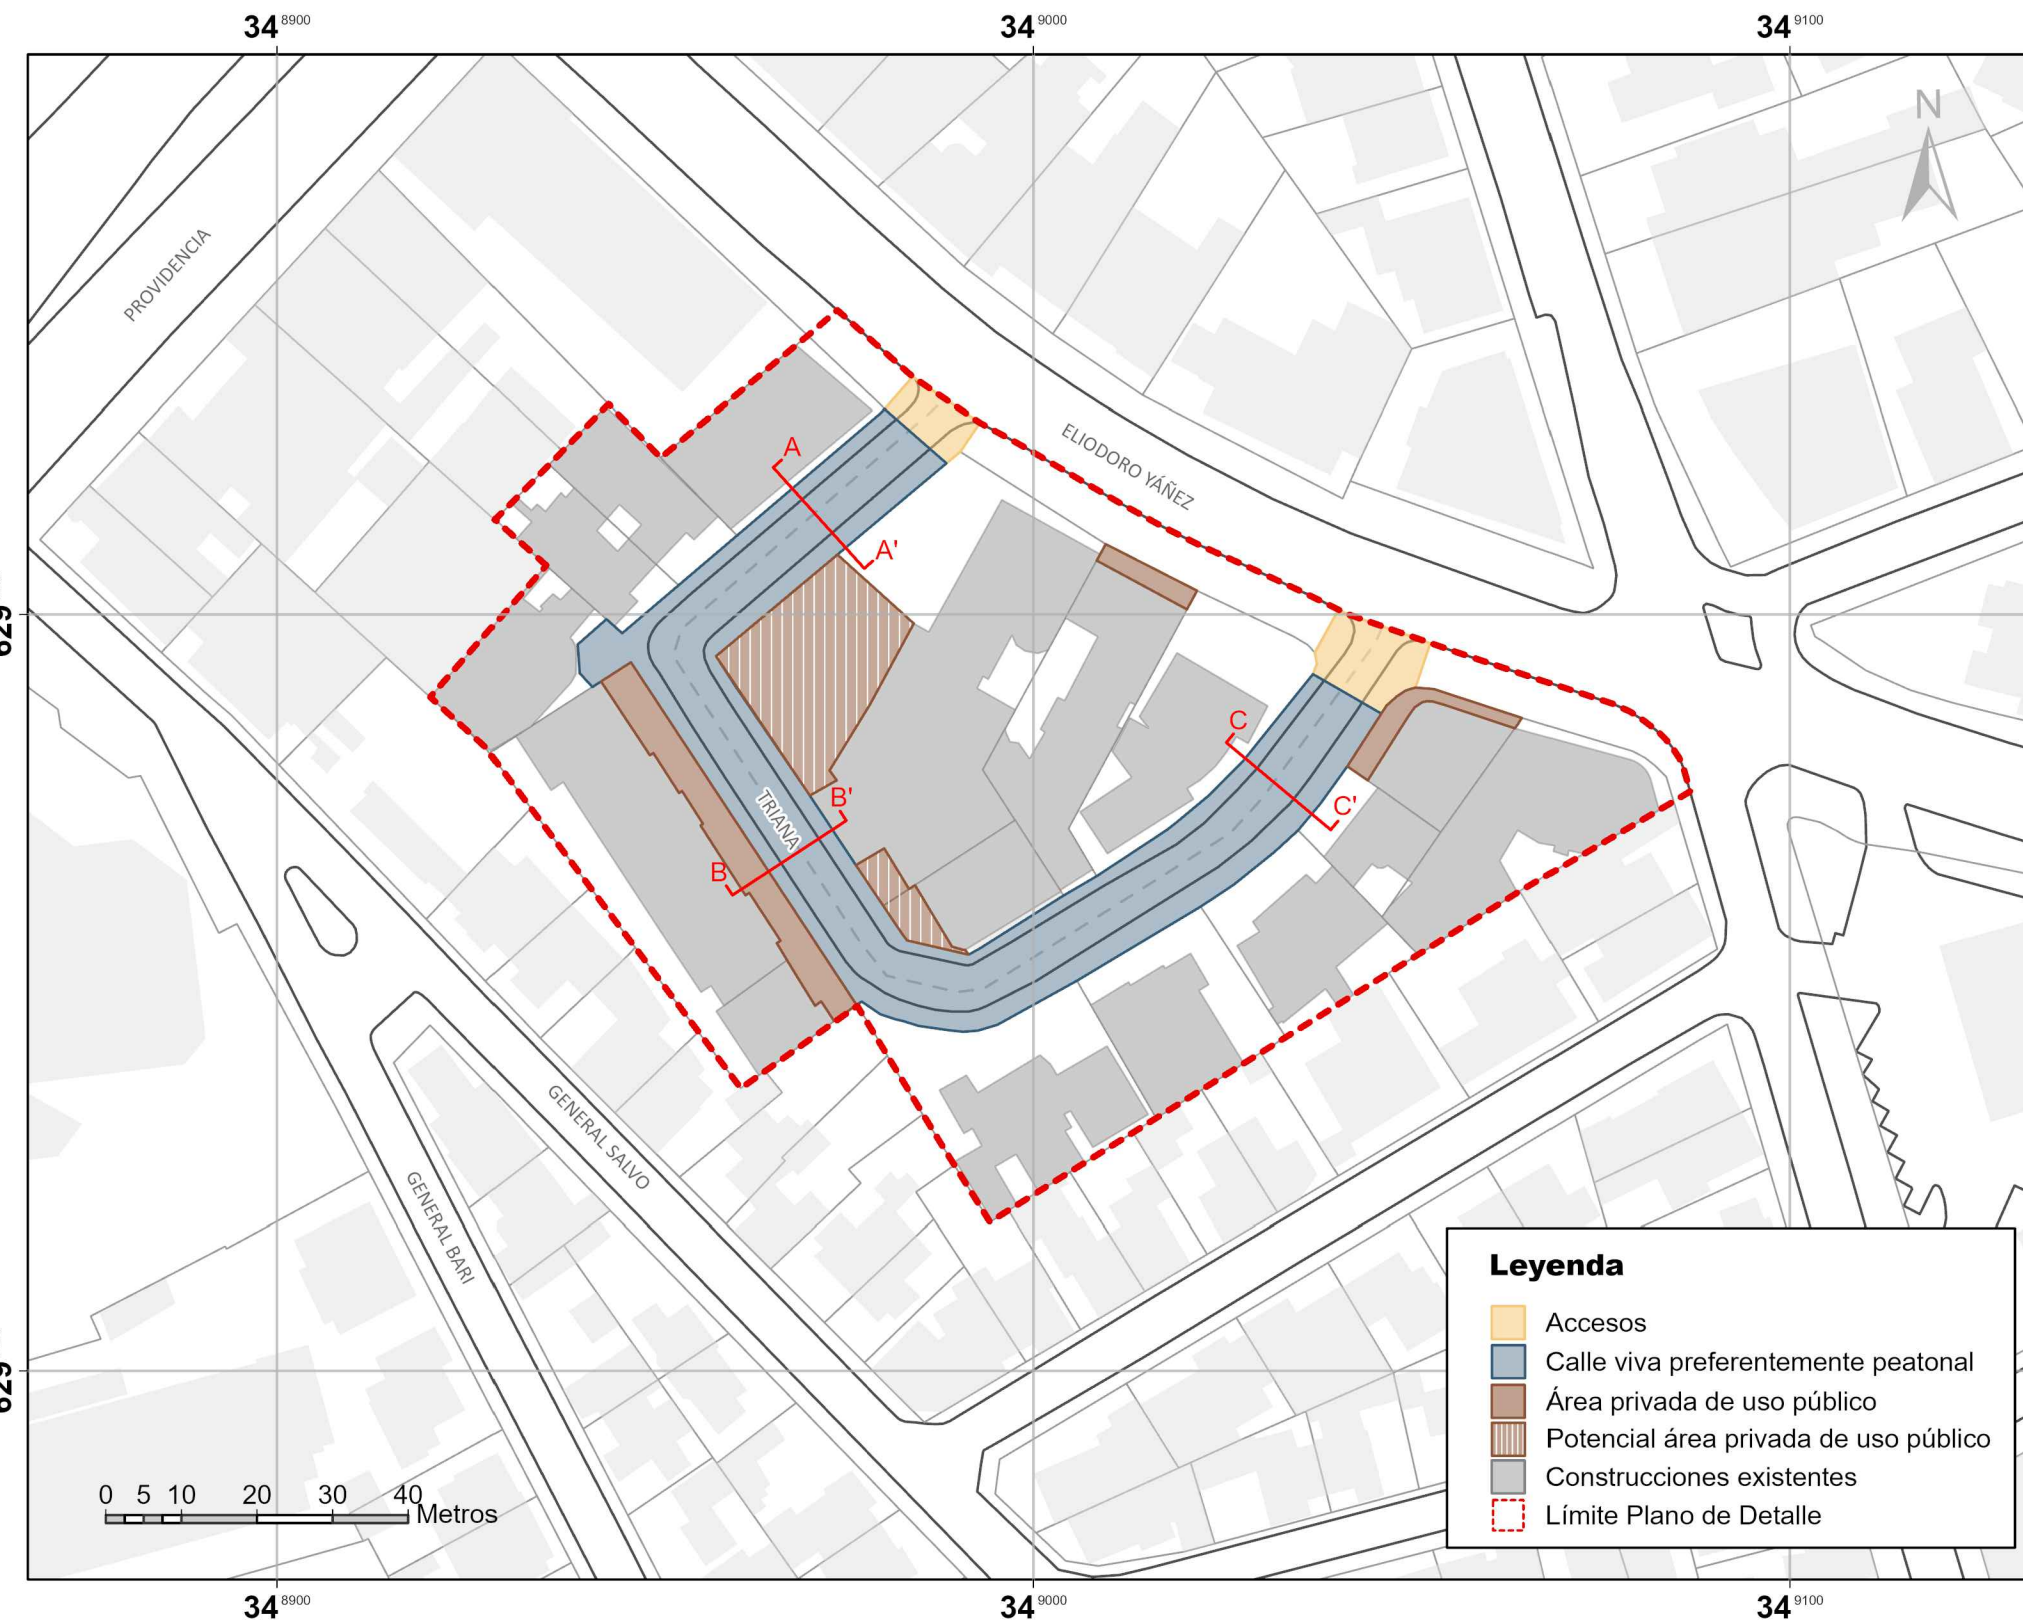 34 8900
34 9000
34 9100
N
PROVIDENCIA
ELIODORO YÁÑEZ
A
A'
629
C
C'
TRIANA
B'
B
GENERAL SALVO
GENERAL BARI
Leyenda
Accesos
Calle viva preferentemente peatonal
Área privada de uso público
Potencial área privada de uso público
Construcciones existentes
Límite Plano de Detalle
629
0 5 10 20 30 40
Metros
34 8900
34 9000
34 9100